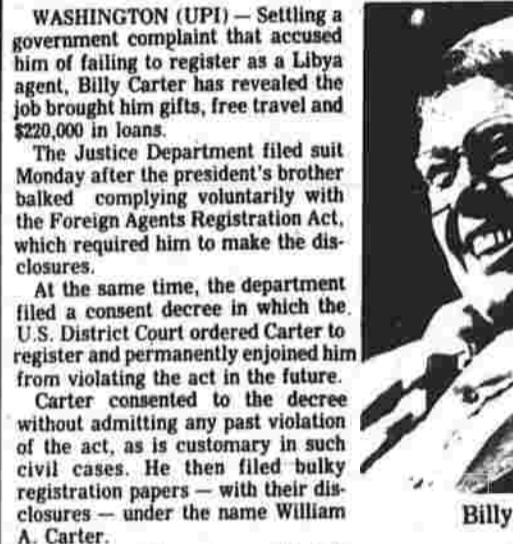 WASHINGTON (UPI) — Settling a
government complaint that accused
him of failing to register as a Libya
agent, Billy Carter has revealed the
job brought him gifts, free travel and
$220,000 in loans.
The Justice Department filed suit
Monday after the president's brother
balked complying voluntarily with
the Foreign Agents Registration Act,
which required him to make the dis-
closures.
At the same time, the department
filed a consent decree in which the
U.S. District Court ordered Carter to
register and permanently enjoined him
from violating the act in the future.
Carter consented to the decree
without admitting any past violation
of the act, as is customary in such
civil cases. He then filed bulky
registration papers — with their dis-
closures — under the name William
A. Carter.
Billy